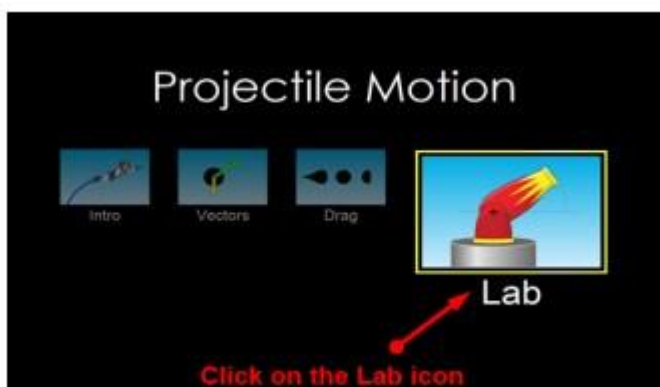 Projectile Motion
Intro
Vectors
Drag
Lab
Click on the Lab icon